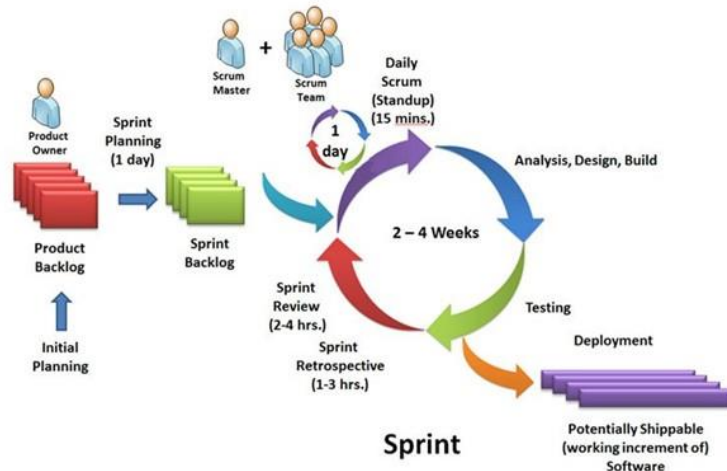 Scrum
Master
+
Scrum
Team
Daily
Scrum
(Standup)
(15 mins.)
Product
Owner
Sprint
Planning
(1 day)
1
day
Analysis, Design, Build
2 – 4 Weeks
Product
Backlog
Sprint
Backlog
Sprint
Review
(2-4 hrs.)
Testing
Initial
Planning
Sprint
Retrospective
(1-3 hrs.)
Deployment
Potentially Shippable
(working increment of)
Software
Sprint